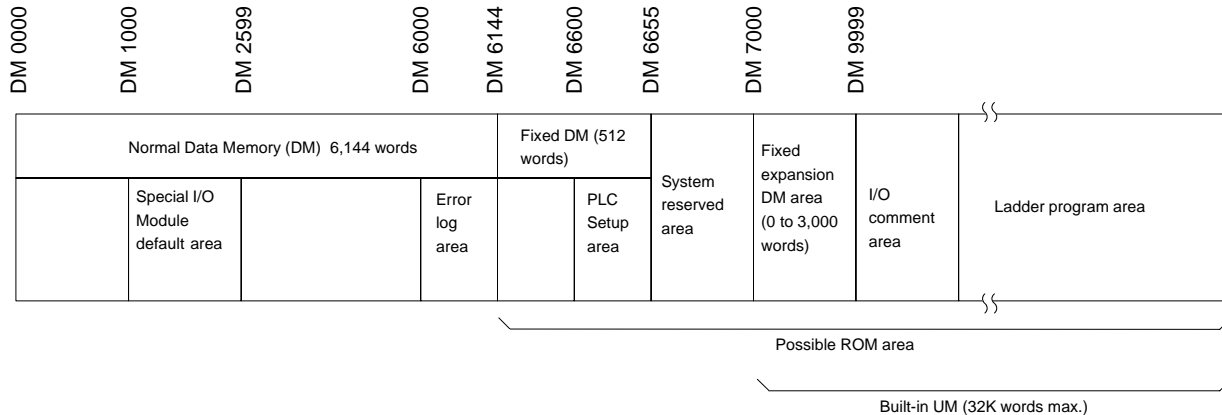 DM 0000
DM 1000
DM 2599
DM 6000
DM 6144
DM 6600
DM 6655
DM 7000
DM 9999
Normal Data Memory (DM) 6,144 words
Fixed DM (512
words)
Special I/O
Module
default area
Error
log
area
PLC
Setup
area
System
reserved
area
Fixed
expansion
DM area
(0 to 3,000
words)
I/O
comment
area
Ladder program area
Possible ROM area
Built-in UM (32K words max.)